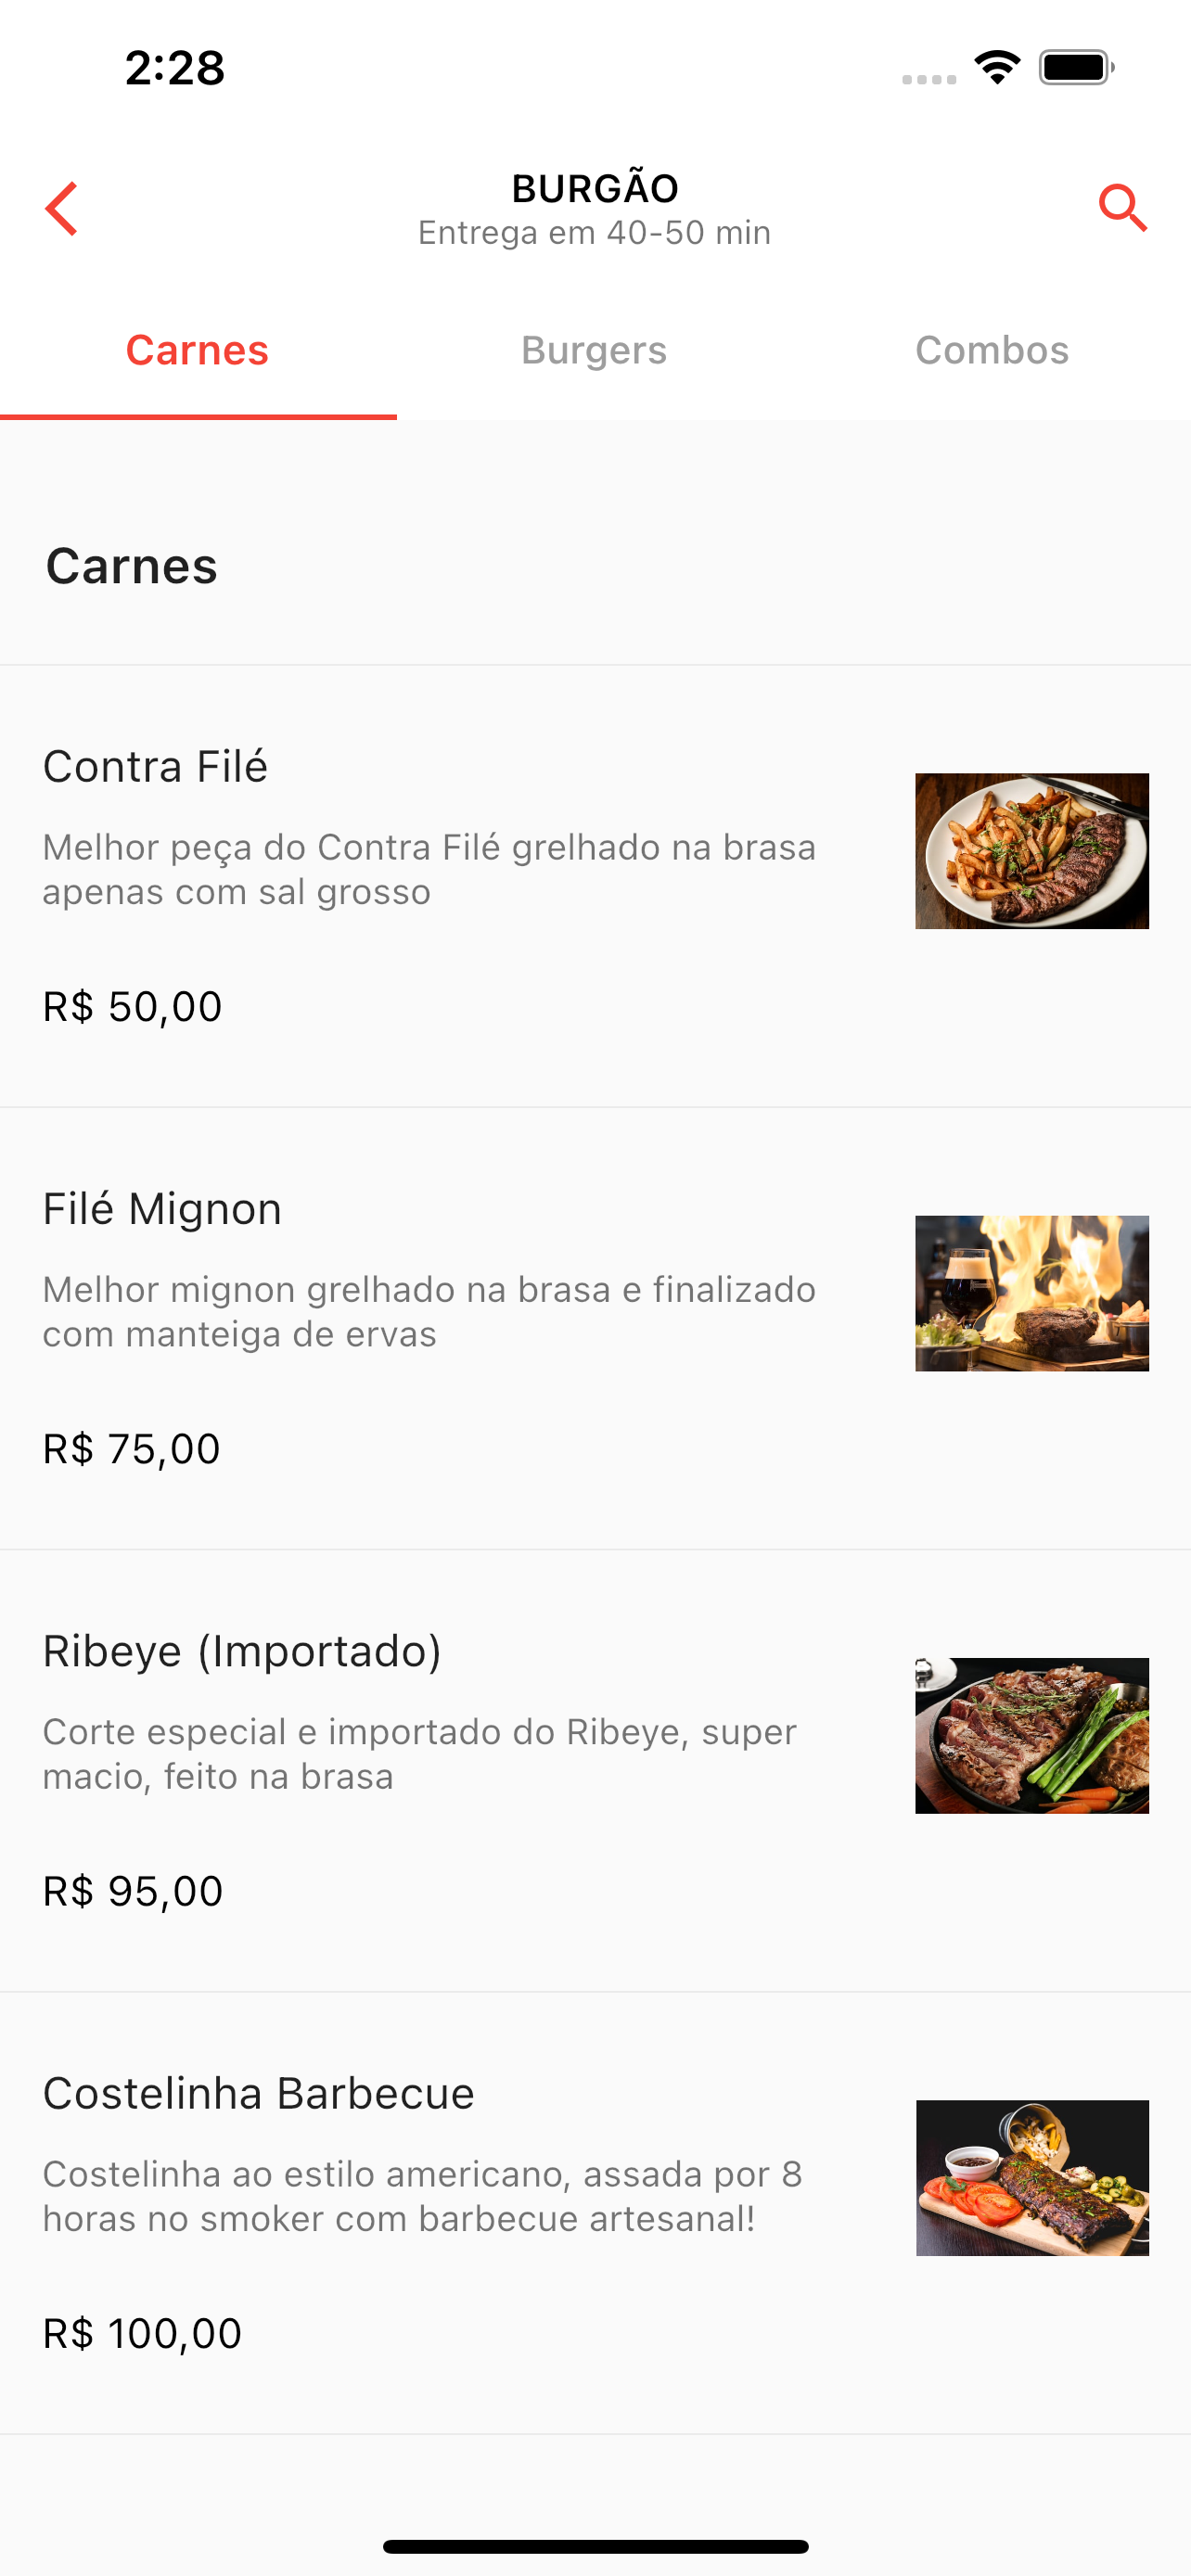 2:28
BURGÃO
Entrega em 40-50 min
Carnes
Burgers
Combos
Carnes
Contra Filé
Melhor peça do Contra Filé grelhado na brasa
apenas com sal grosso
R$ 50,00
Filé Mignon
Melhor mignon grelhado na brasa e finalizado
com manteiga de ervas
R$ 75,00
Ribeye (Importado)
Corte especial e importado do Ribeye, super
macio, feito na brasa
R$ 95,00
Costelinha Barbecue
Costelinha ao estilo americano, assada por 8
horas no smoker com barbecue artesanal!
R$ 100,00